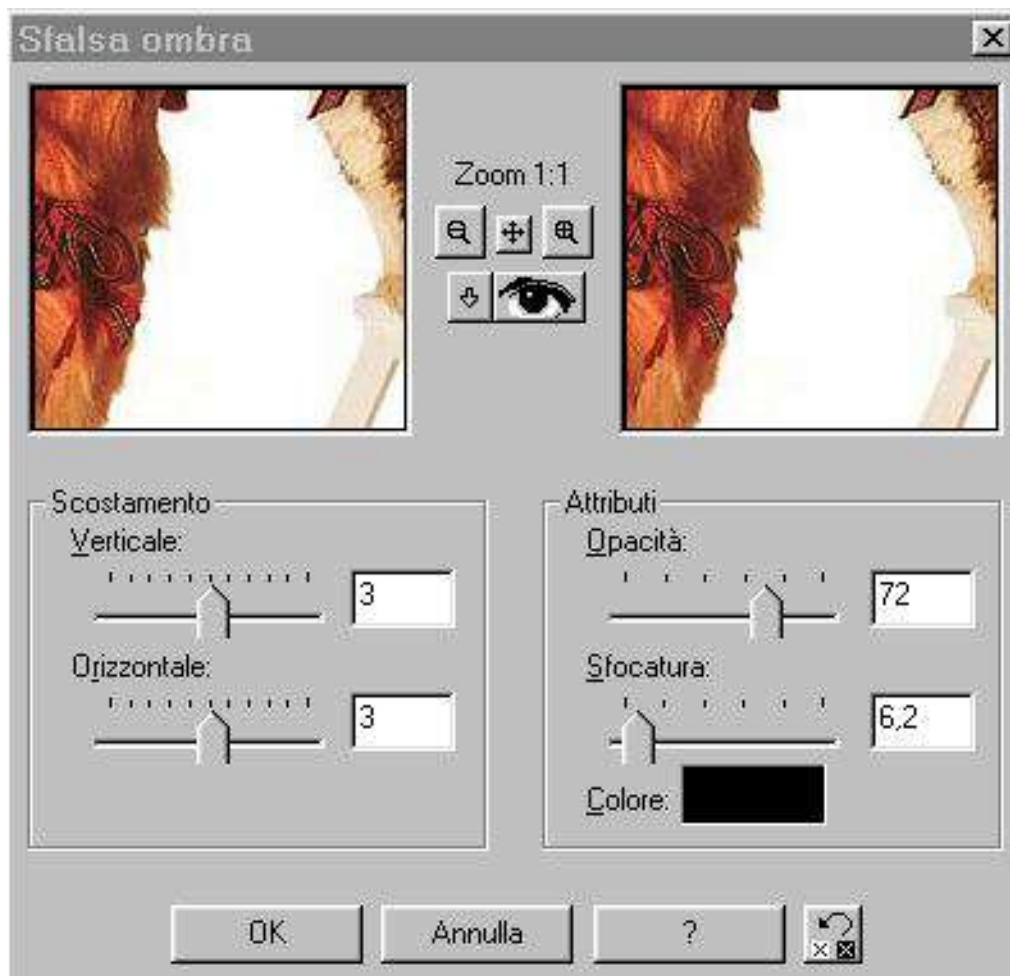 Sfalsa ombra
Zoom 1:1
Scostamento
Verticale:
3
Orizzontale:
3
Attributi
Opacità:
72
Sfocatura:
6,2
Colore:
OK
Annulla
?